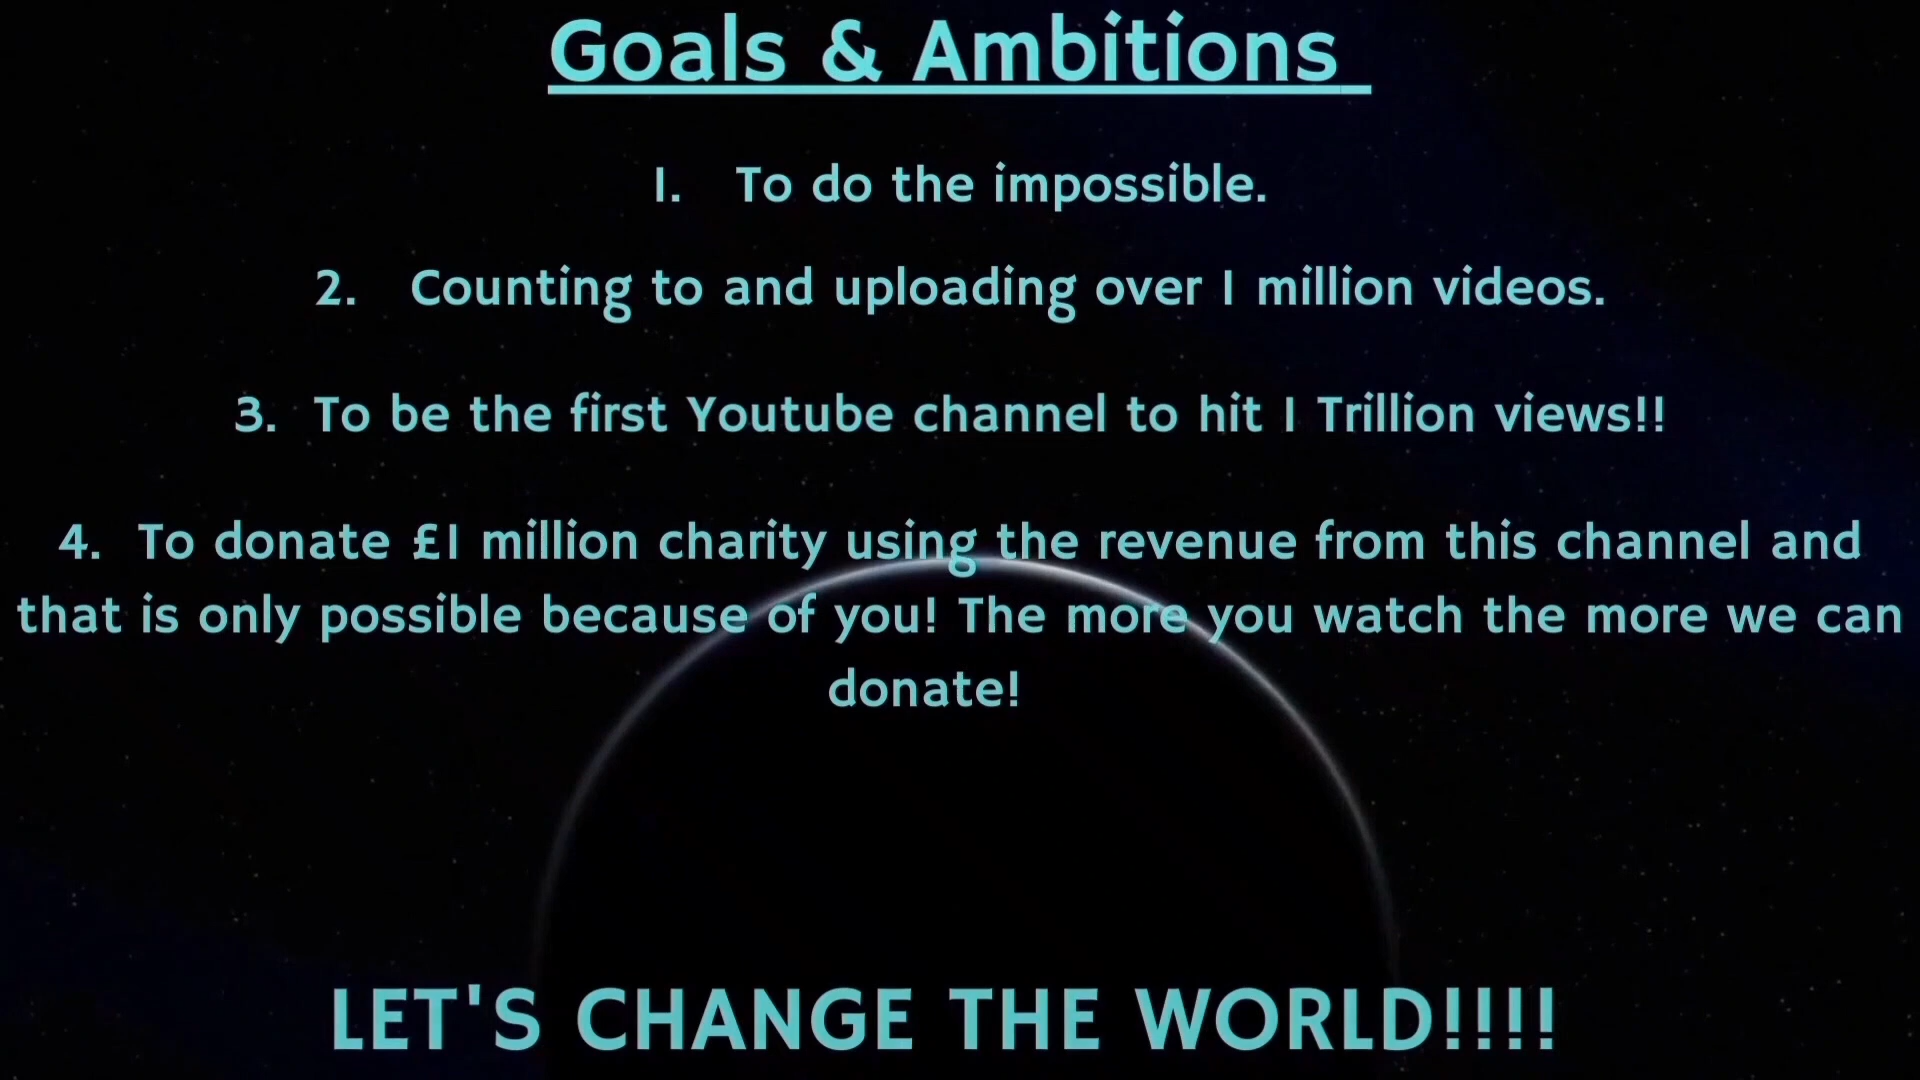 Goals & Ambitions
1. To do the impossible.
2. Counting to and uploading over 1 million videos.
3. To be the first Youtube channel to hit 1 Trillion views!!
4. To donate £1 million charity using the revenue from this channel and
that is only possible because of you! The more you watch the more we can
donate!
LET'S CHANGE THE WORLD!!!!